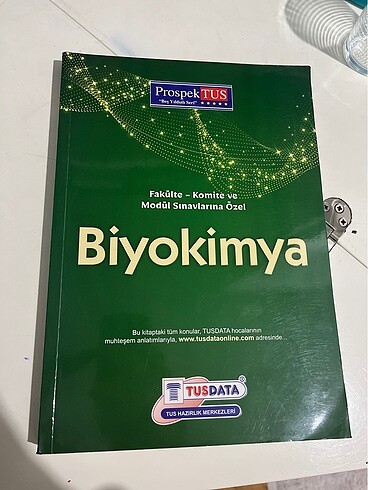 ProspekTUS
"Beş Yıldızlı Seri" ★★★★★
Fakülte - Komite ve
Modül Sınavlarına Özel
Biyokimya
Bu kitaptaki tüm konular, TUSDATA hocalarının
muhteşem anlatımlarıyla, www.tusdataonline.com adresinde...
TUSDATA®
TUS HAZIRLIK MERKEZLERİ